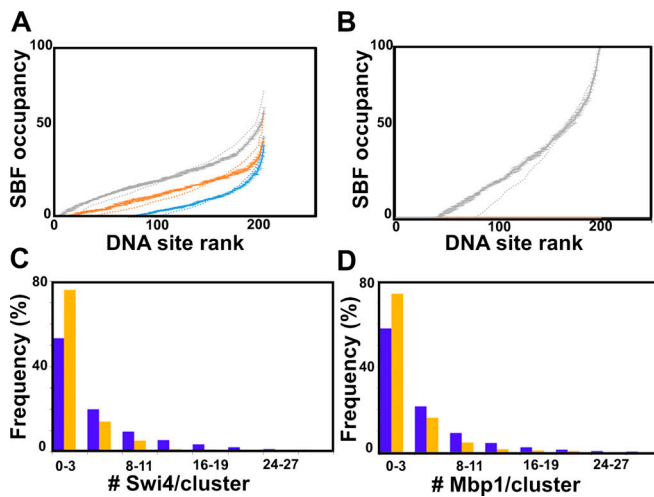 A
B
100
SBF occupancy
50
0
0
100
200
DNA site rank
100
SBF occupancy
50
0
0
100
200
DNA site rank
C
D
80
Frequency (%)
40
0
0-3
8-11
16-19
24-27
# Swi4/cluster
80
Frequency (%)
40
0
0-3
8-11
16-19
24-27
# Mbp1/cluster